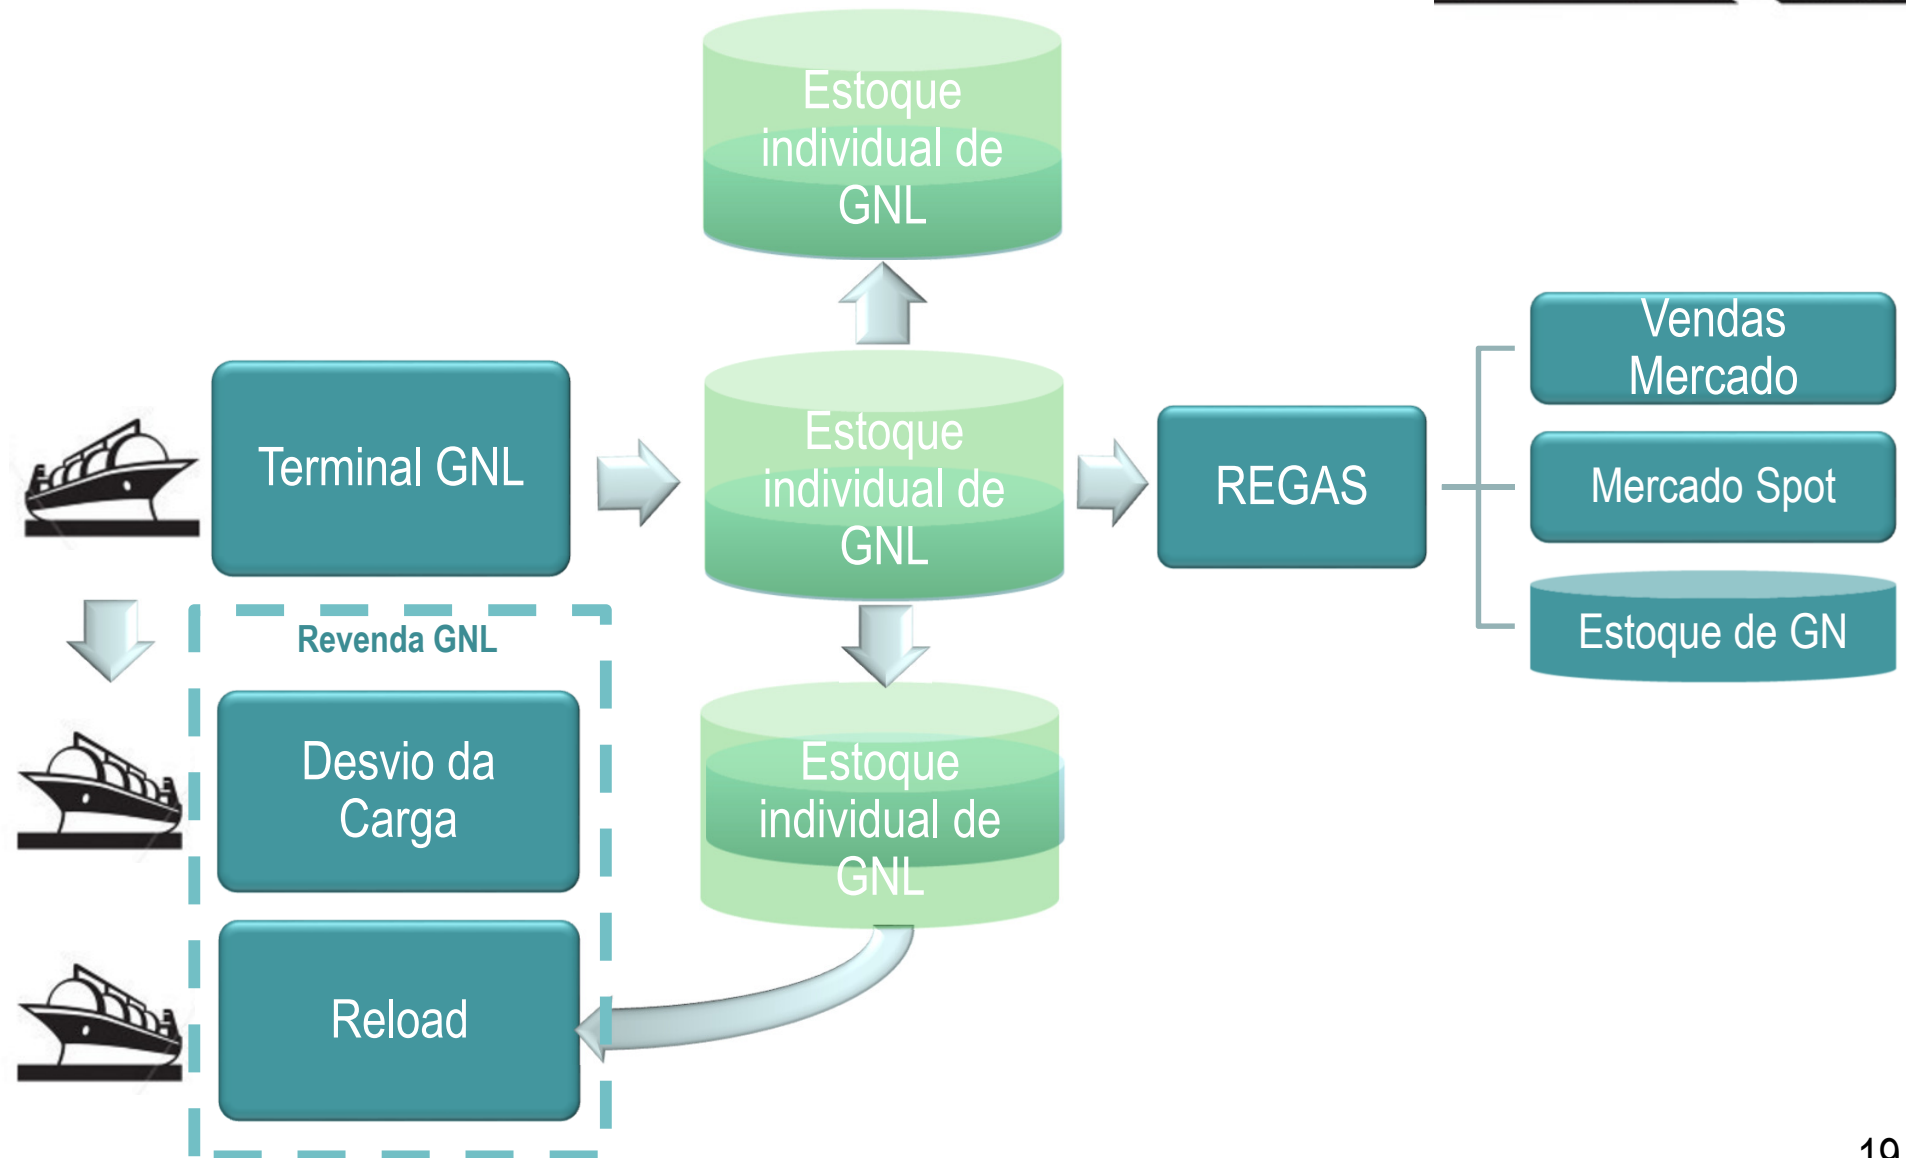 Estoque
individual de
GNL
Terminal GNL
Estoque
individual de
GNL
REGAS
Vendas
Mercado
Mercado Spot
Estoque de GN
Revenda GNL
Desvio da
Carga
Estoque
individual de
GNL
Reload
19